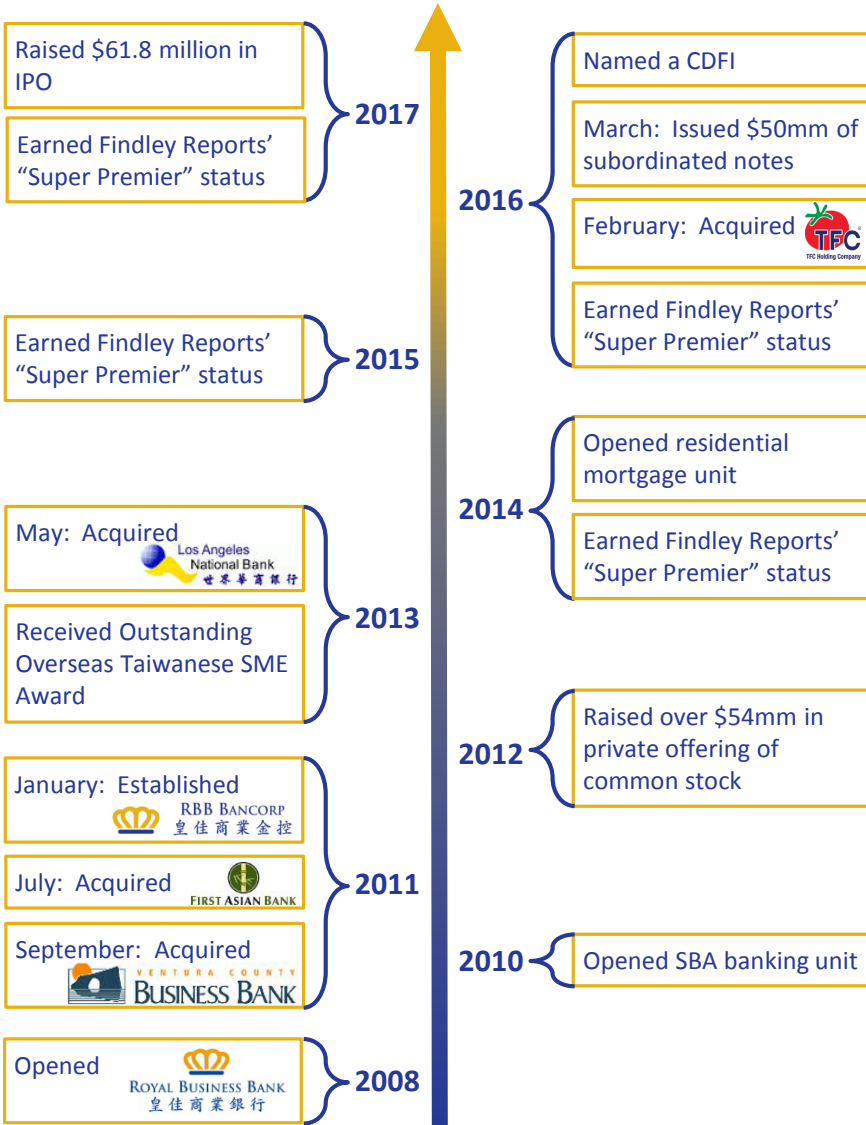 Raised $61.8 million in
IPO
Earned Findley Reports’
“Super Premier” status
2017
Named a CDFI
March: Issued $50mm of
subordinated notes
February: Acquired
TFC
®
TFC Holding Company
Earned Findley Reports’
“Super Premier” status
2016
Earned Findley Reports’
“Super Premier” status
2015
Opened residential
mortgage unit
Earned Findley Reports’
“Super Premier” status
2014
May: Acquired
Los Angeles
National Bank
世界華商銀行
Received Outstanding
Overseas Taiwanese SME
Award
2013
Raised over $54mm in
private offering of
common stock
2012
January: Established
RBB BANCORP
皇佳商業金控
July: Acquired
FIRST ASIAN BANK
September: Acquired
VENTURA COUNTY
BUSINESS BANK
2011
2010
Opened SBA banking unit
Opened
ROYAL BUSINESS BANK
皇佳商業銀行
2008